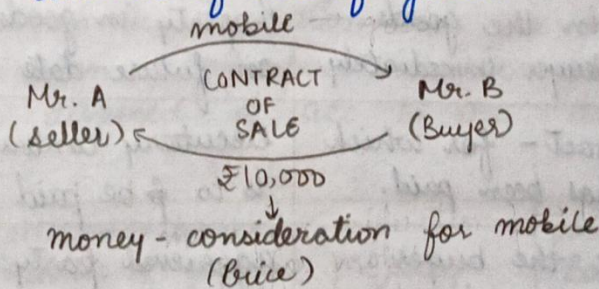 mobile
Mr. A
(Seller)
CONTRACT
OF
SALE
Mr. B
(Buyer)
₹10,000
money - consideration for mobile
(Price)